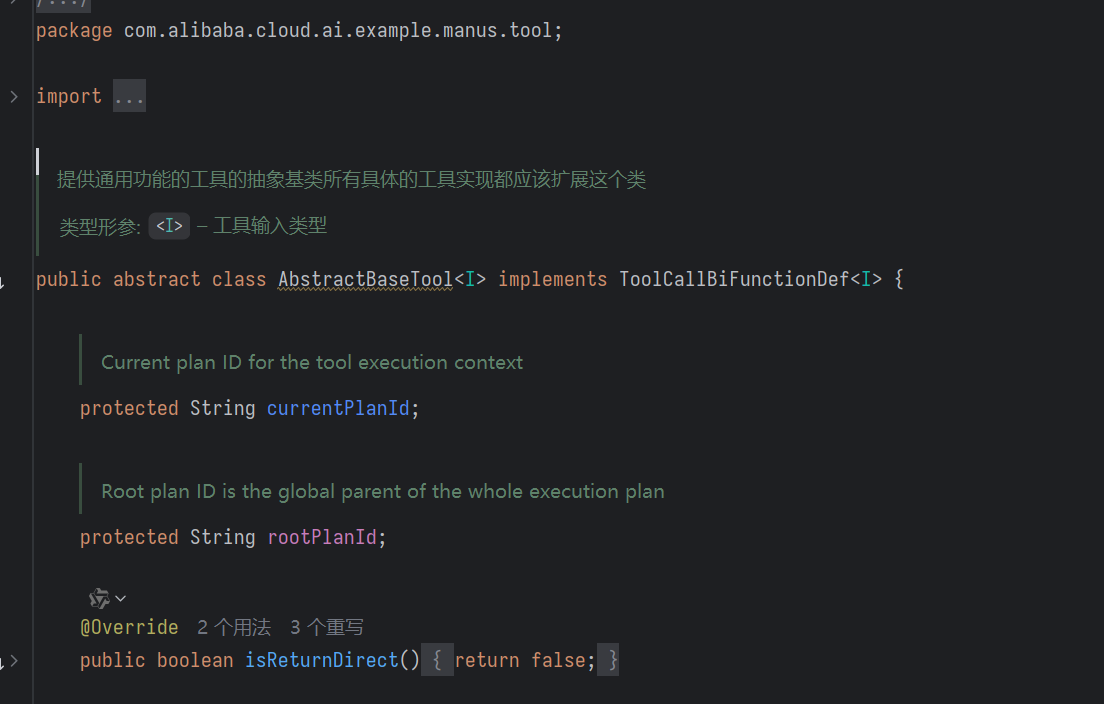 /.../
package com.alibaba.cloud.ai.example.manus.tool;
import ...
提供通用功能的工具的抽象基类所有具体的工具实现都应该扩展这个类
类型形参: <I> – 工具输入类型
public abstract class AbstractBaseTool<I> implements ToolCallBiFunctionDef<I> {
Current plan ID for the tool execution context
protected String currentPlanId;
Root plan ID is the global parent of the whole execution plan
protected String rootPlanId;
@Override 2 个用法 3 个重写
public boolean isReturnDirect() { return false; }